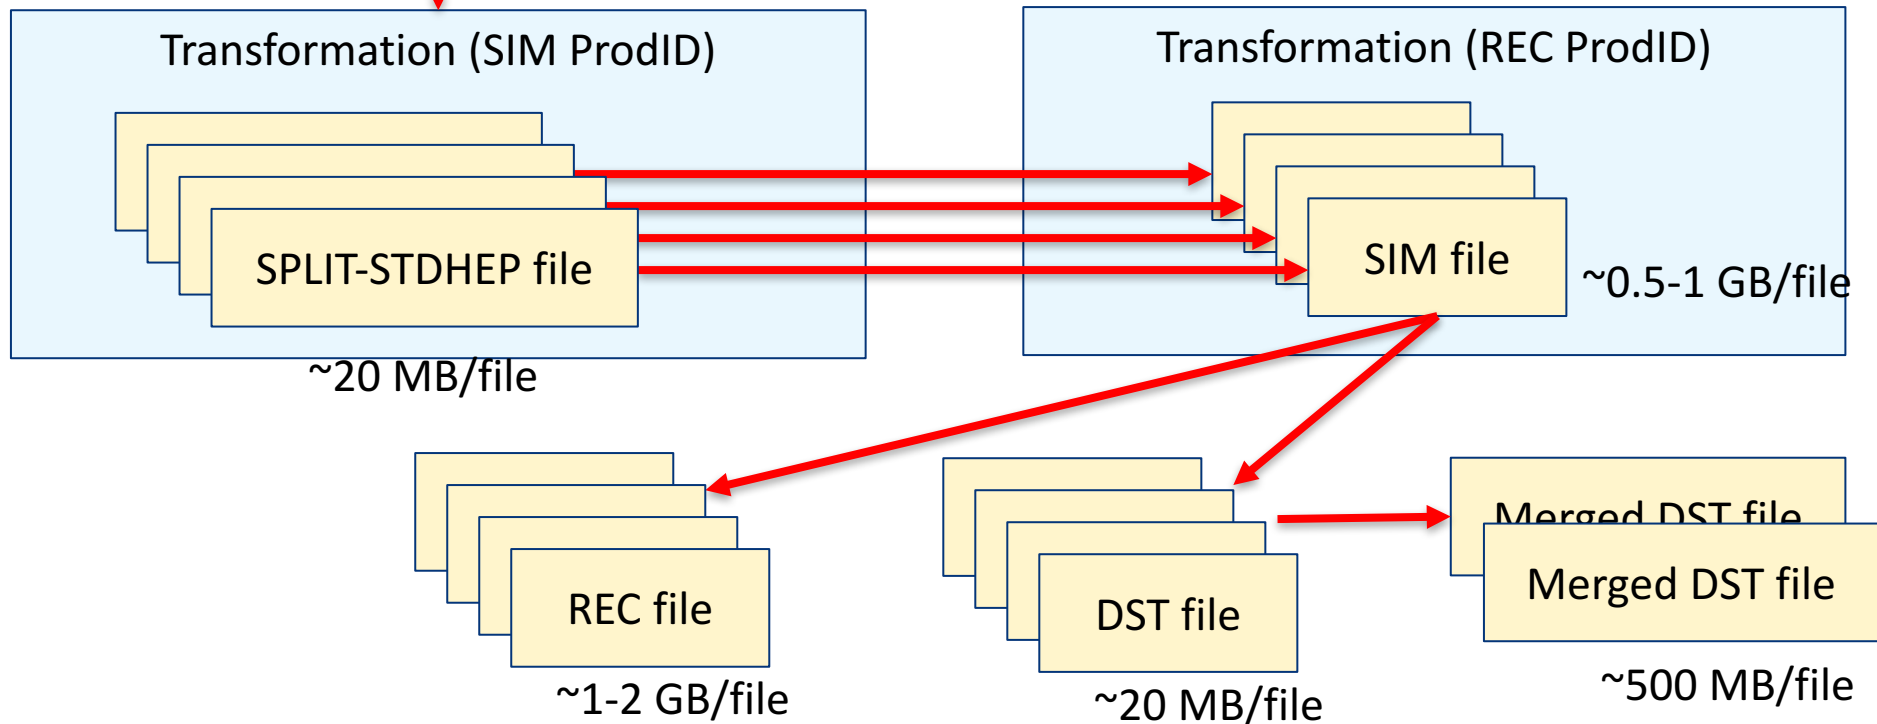 Transformation (SIM ProdID)
Transformation (REC ProdID)
SPLIT-STDHEP file
SIM file
~0.5-1 GB/file
~20 MB/file
Merged DST file
Merged DST file
REC file
DST file
~1-2 GB/file
~20 MB/file
~500 MB/file